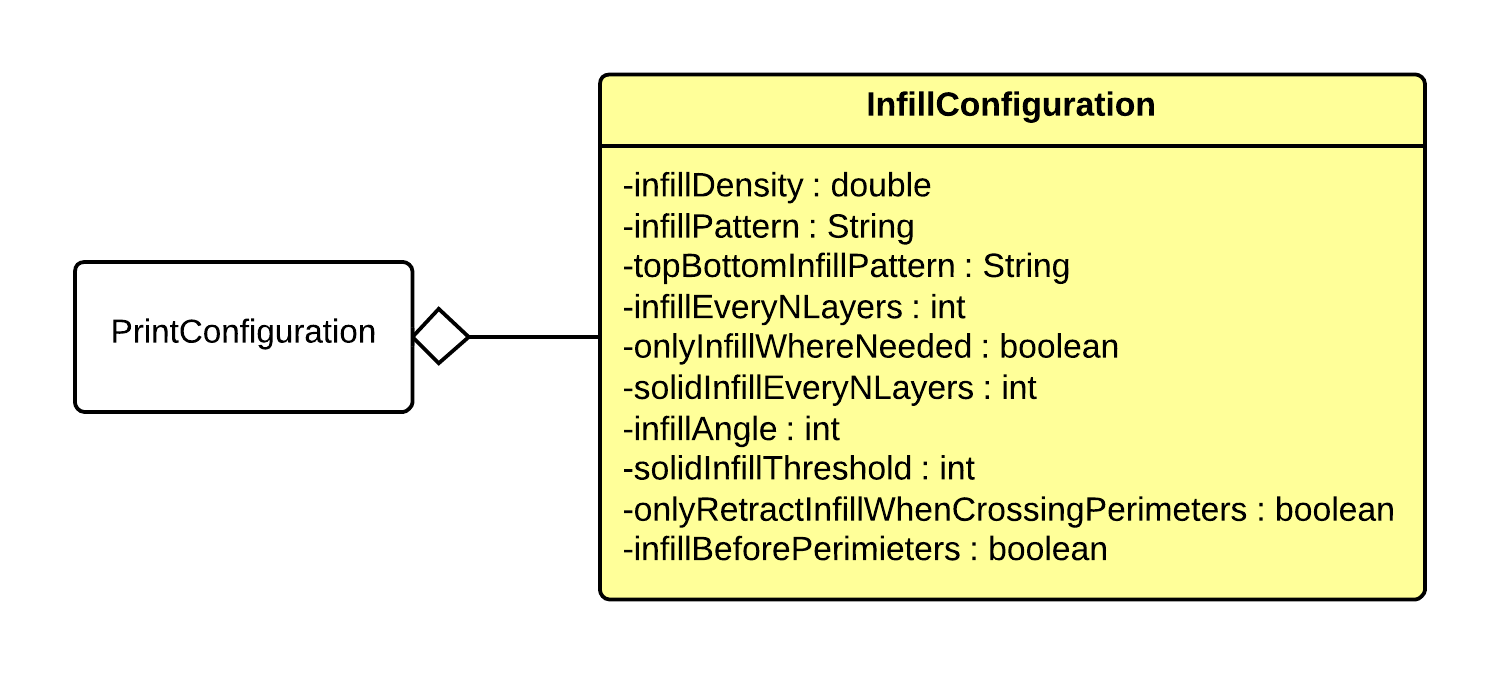 PrintConfiguration
InfillConfiguration
-infillDensity : double
-infillPattern : String
-topBottomInfillPattern : String
-infillEveryNLayers : int
-onlyInfillWhereNeeded : boolean
-solidInfillEveryNLayers : int
-infillAngle : int
-solidInfillThreshold : int
-onlyRetractInfillWhenCrossingPerimeters : boolean
-infillBeforePerimieters : boolean